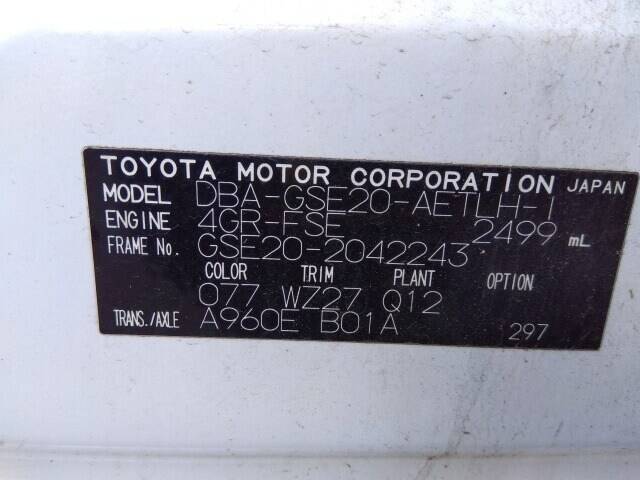 TOYOTA MOTOR CORPORATION JAPAN
MODEL DBA-GSE20-AETLH-I
ENGINE 4GR-FSE 2499 mL
FRAME No. GSE20-2042243
COLOR TRIM PLANT OPTION
077 WZ27 Q12
TRANS./AXLE A960E B01A 297